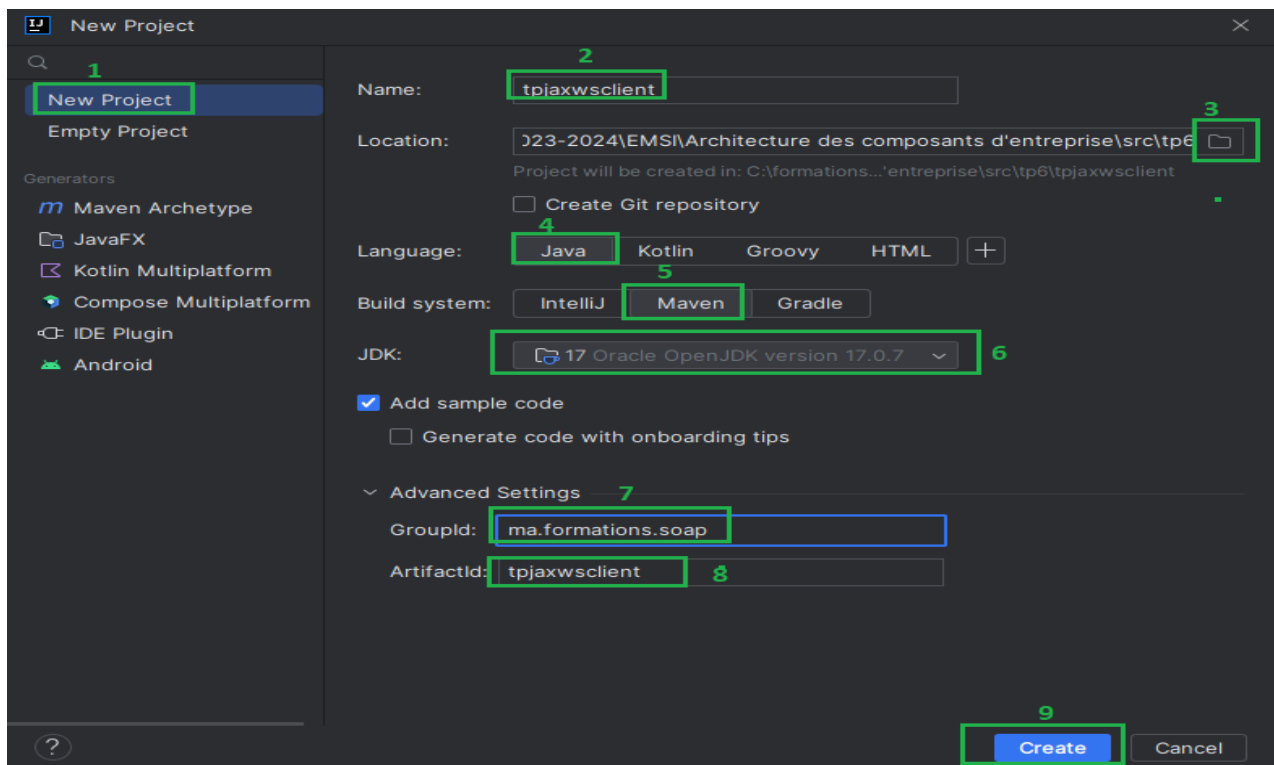 IJ New Project
1
New Project
Empty Project
Generators
Maven Archetype
JavaFX
Kotlin Multiplatform
Compose Multiplatform
IDE Plugin
Android
2
Name: tpjaxwsclient
3
Location: 023-2024\EMSI\Architecture des composants d'entreprise\src\tp6
Project will be created in: C:\formations...'entreprise\src\tp6\tpjaxwsclient
Create Git repository
4
Language: Java Kotlin Groovy HTML +
5
Build system: IntelliJ Maven Gradle
JDK: 17 Oracle OpenJDK version 17.0.7 6
Add sample code
Generate code with onboarding tips
Advanced Settings 7
GroupId: ma.formations.soap
ArtifactId: tpjaxwsclient 8
9
? Create Cancel